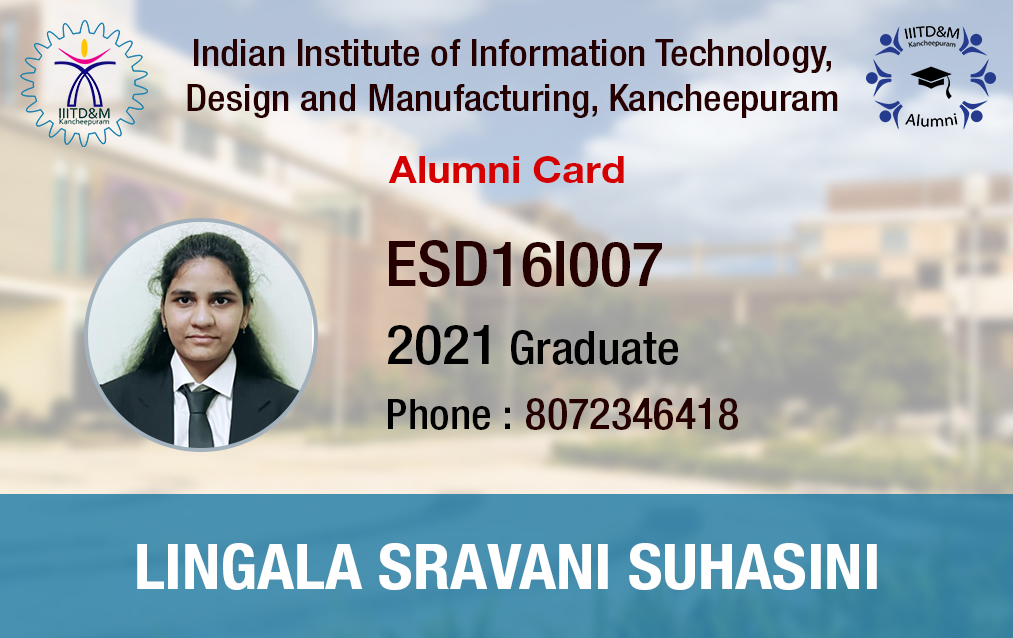 Indian Institute of Information Technology,
Design and Manufacturing, Kancheepuram
IIITD&M
Kancheepuram
IIITD&M
Kancheepuram
Alumni
Alumni Card
ESD16I007
2021 Graduate
Phone : 8072346418
LINGALA SRAVANI SUHASINI